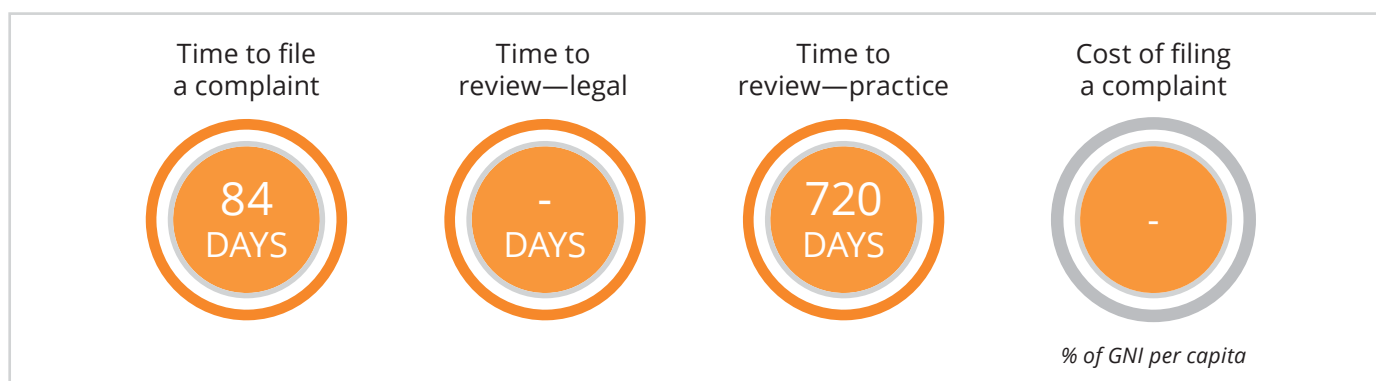 Time to file
a complaint
84
DAYS
Time to
review—legal
-
DAYS
Time to
review—practice
720
DAYS
Cost of filing
a complaint
-
% of GNI per capita